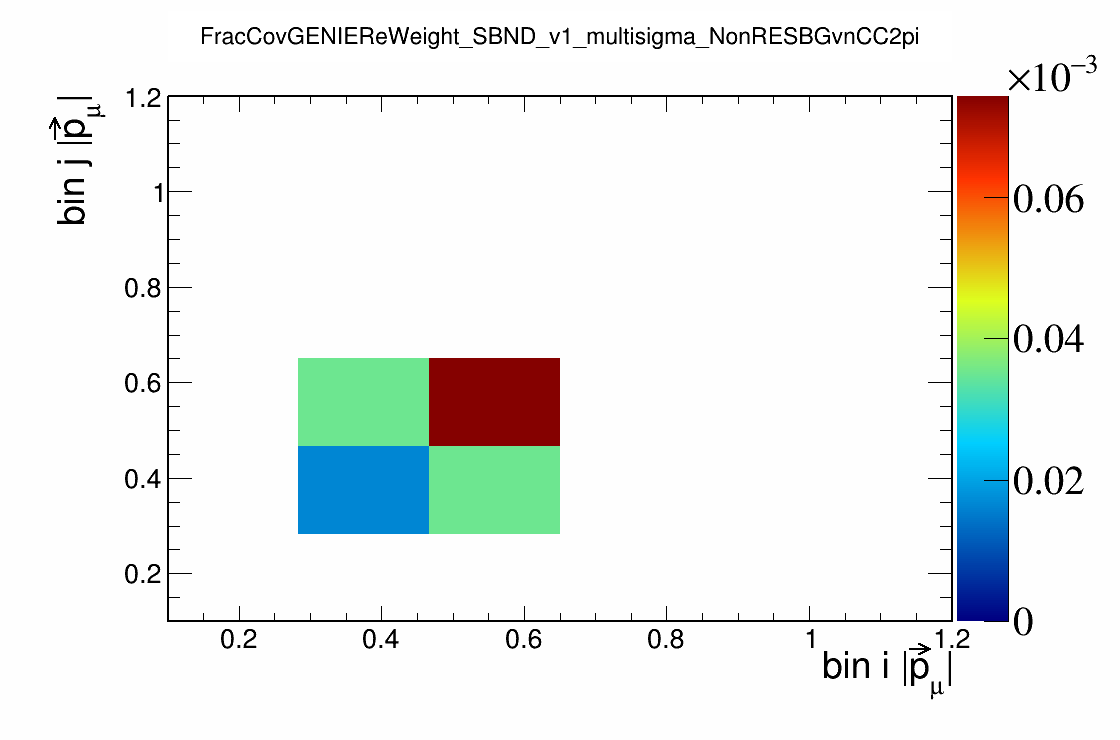 FracCovGENIEReWeight_SBND_v1_multisigma_NonRESBGvnCC2pi
×10⁻³
bin j |p⃗_μ|
1.2
1
0.8
0.6
0.4
0.2
0.06
0.04
0.02
0
0.2 0.4 0.6 0.8 1 1.2
bin i |p⃗_μ|